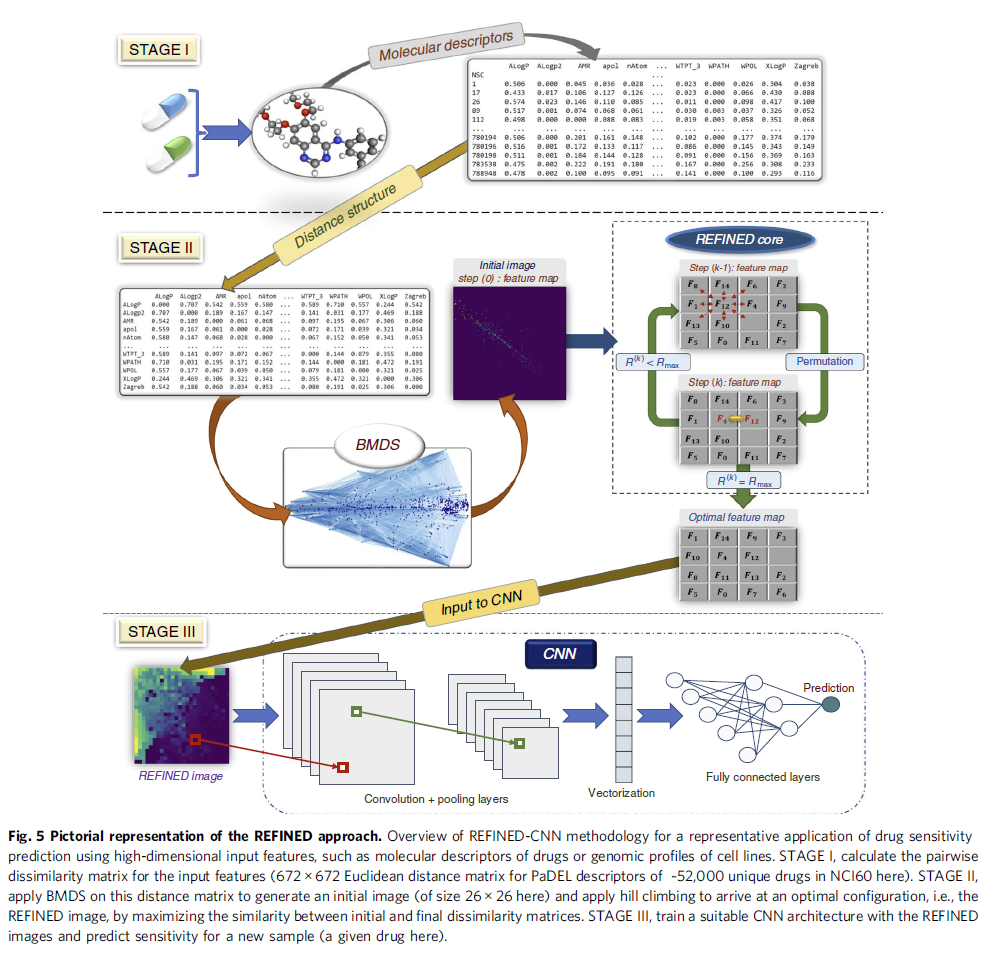 STAGE I
Molecular descriptors
ALogP ALogp2 AMR apol nAtom ... WTPT_3 WPATH WPOL XLogP Zagreb
NSC ...
1 0.506 0.000 0.045 0.036 0.028 ... 0.023 0.000 0.026 0.304 0.038
17 0.433 0.017 0.106 0.127 0.126 ... 0.023 0.000 0.066 0.430 0.088
26 0.574 0.023 0.146 0.110 0.085 ... 0.011 0.000 0.098 0.417 0.100
89 0.517 0.001 0.074 0.068 0.061 ... 0.030 0.003 0.037 0.326 0.052
112 0.498 0.000 0.000 0.088 0.083 ... 0.019 0.003 0.058 0.351 0.068
... ... ... ... ... ... ... ... ... ... ... ...
780194 0.506 0.000 0.201 0.161 0.148 ... 0.102 0.000 0.177 0.374 0.170
780196 0.516 0.001 0.172 0.133 0.117 ... 0.086 0.000 0.145 0.343 0.149
780198 0.511 0.001 0.184 0.144 0.128 ... 0.091 0.000 0.156 0.369 0.163
783538 0.475 0.002 0.222 0.191 0.180 ... 0.167 0.000 0.256 0.308 0.233
788948 0.478 0.002 0.100 0.095 0.091 ... 0.141 0.000 0.100 0.293 0.116
Distance structure
STAGE II
ALogP ALogp2 AMR apol nAtom ... WTPT_3 WPATH WPOL XLogP Zagreb
ALogP 0.000 0.707 0.542 0.559 0.580 ... 0.589 0.710 0.557 0.244 0.542
ALogp2 0.707 0.000 0.189 0.167 0.147 ... 0.141 0.031 0.177 0.469 0.188
AMR 0.542 0.189 0.000 0.061 0.068 ... 0.097 0.195 0.067 0.306 0.060
apol 0.559 0.167 0.061 0.000 0.028 ... 0.072 0.171 0.039 0.321 0.034
nAtom 0.580 0.147 0.068 0.028 0.000 ... 0.067 0.152 0.050 0.341 0.053
... ... ... ... ... ... ... ... ... ... ... ...
WTPT_3 0.589 0.141 0.097 0.072 0.067 ... 0.000 0.144 0.079 0.355 0.080
WPATH 0.710 0.031 0.195 0.171 0.152 ... 0.144 0.000 0.181 0.472 0.191
WPOL 0.557 0.177 0.067 0.039 0.050 ... 0.079 0.181 0.000 0.321 0.025
XLogP 0.244 0.469 0.306 0.321 0.341 ... 0.355 0.472 0.321 0.000 0.306
Zagreb 0.542 0.188 0.060 0.034 0.053 ... 0.080 0.191 0.025 0.306 0.000
BMDS
Initial image
step (0) : feature map
REFINED core
Step (k-1): feature map
F8 F14 F6 F3
F1 F12 F4 F9
F13 F10 F2
F5 F0 F11 F7
R(k) < Rmax
Permutation
Step (k): feature map
F8 F14 F6 F3
F1 F4 F12 F9
F13 F10 F2
F5 F0 F11 F7
R(k) = Rmax
Optimal feature map
F1 F14 F9 F3
F10 F4 F12
F8 F11 F13 F2
F5 F0 F7 F6
Input to CNN
STAGE III
REFINED image
CNN
Convolution + pooling layers
Vectorization
Prediction
Fully connected layers
Fig. 5 Pictorial representation of the REFINED approach. Overview of REFINED-CNN methodology for a representative application of drug sensitivity
prediction using high-dimensional input features, such as molecular descriptors of drugs or genomic profiles of cell lines. STAGE I, calculate the pairwise
dissimilarity matrix for the input features (672 × 672 Euclidean distance matrix for PaDEL descriptors of ~52,000 unique drugs in NCI60 here). STAGE II,
apply BMDS on this distance matrix to generate an initial image (of size 26 × 26 here) and apply hill climbing to arrive at an optimal configuration, i.e., the
REFINED image, by maximizing the similarity between initial and final dissimilarity matrices. STAGE III, train a suitable CNN architecture with the REFINED
images and predict sensitivity for a new sample (a given drug here).